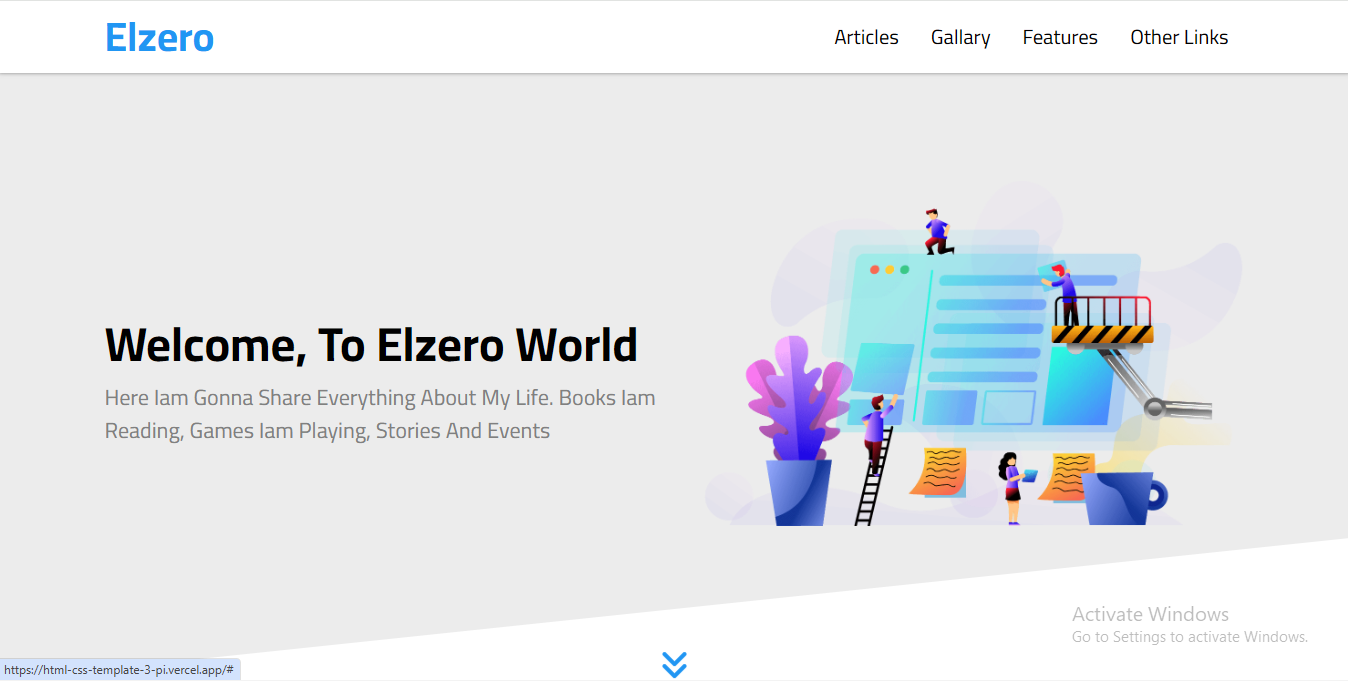 Elzero
Articles
Gallary
Features
Other Links
Welcome, To Elzero World
Here Iam Gonna Share Everything About My Life. Books Iam
Reading, Games Iam Playing, Stories And Events
Activate Windows
Go to Settings to activate Windows.
https://html-css-template-3-pi.vercel.app/#